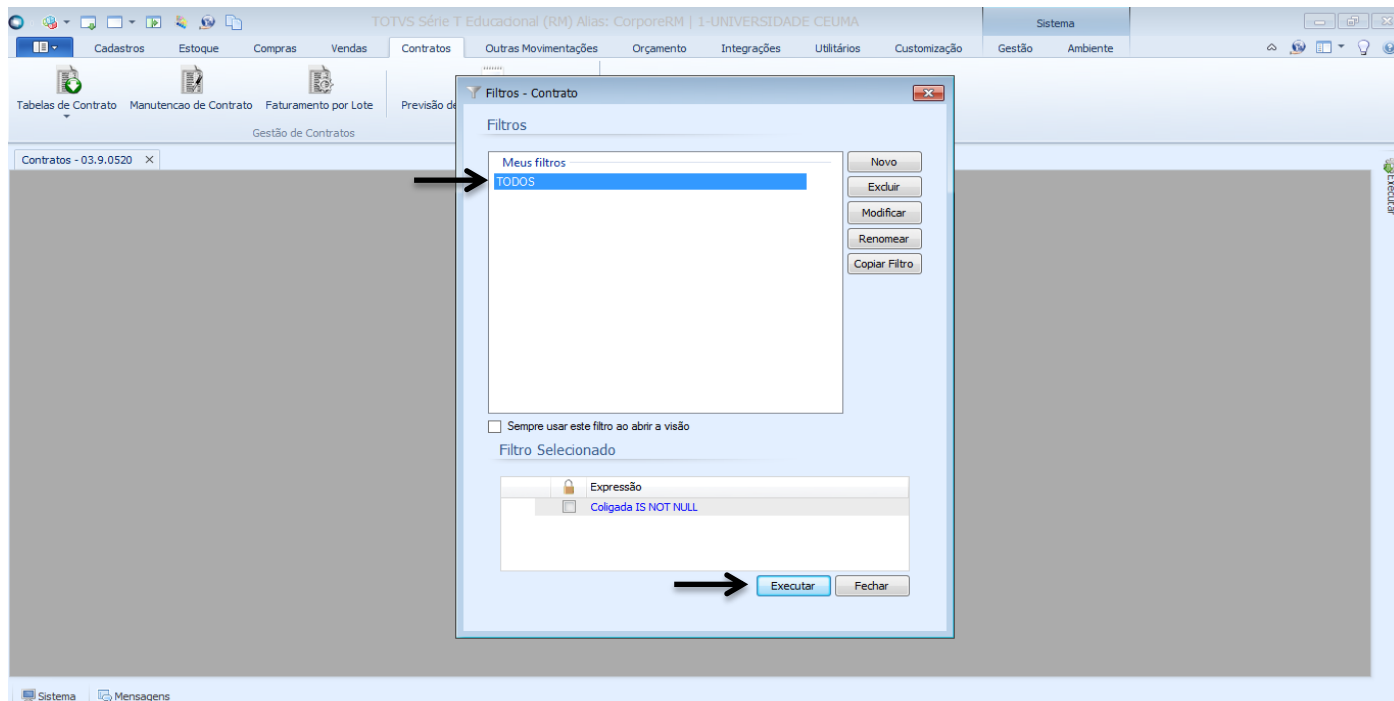 TOTVS Série T Educacional (RM) Alias: CorporeRM | 1-UNIVERSIDADE CEUMA
Sistema
Cadastros Estoque Compras Vendas Contratos Outras Movimentações Orçamento Integrações Utilitários Customização Gestão Ambiente
Tabelas de Contrato Manutencao de Contrato Faturamento por Lote Previsão de
Gestão de Contratos
Contratos - 03.9.0520
Executar
Filtros - Contrato
Filtros
Meus filtros
TODOS
Novo
Excluir
Modificar
Renomear
Copiar Filtro
Sempre usar este filtro ao abrir a visão
Filtro Selecionado
Expressão
Coligada IS NOT NULL
Executar Fechar
Sistema Mensagens